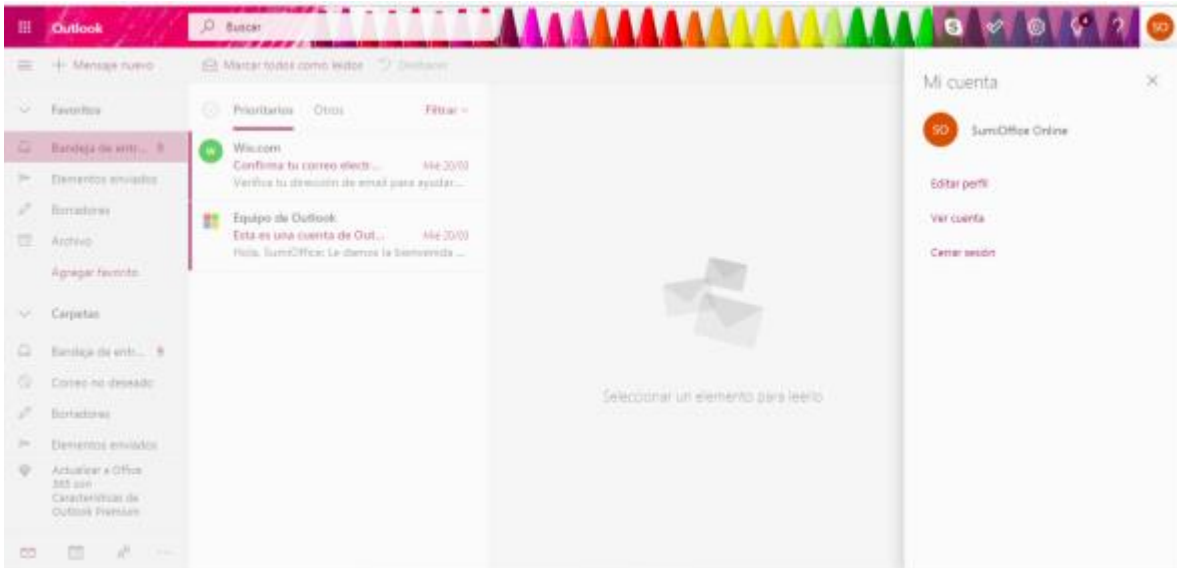 Outlook
Buscar
SO
Mensaje nuevo
Marcar todos como leídos
Deshacer
Favoritos
Bandeja de entr...
Elementos enviados
Borradores
Archivo
Agregar favorito
Carpetas
Bandeja de entr...
Correo no deseado
Borradores
Elementos enviados
Actualizar a Office
365 con
Características de
Outlook Premium
Prioritarios
Otros
Filtrar
W
Wix.com
Confirma tu correo electr...
Mié 20/03
Verifica tu dirección de email para ayudar...
Equipo de Outlook
Esta es una cuenta de Out...
Mié 20/03
Hola, SumiOffice: Le damos la bienvenida ...
Seleccionar un elemento para leerlo
Mi cuenta
SO
SumiOffice Online
Editar perfil
Ver cuenta
Cerrar sesión